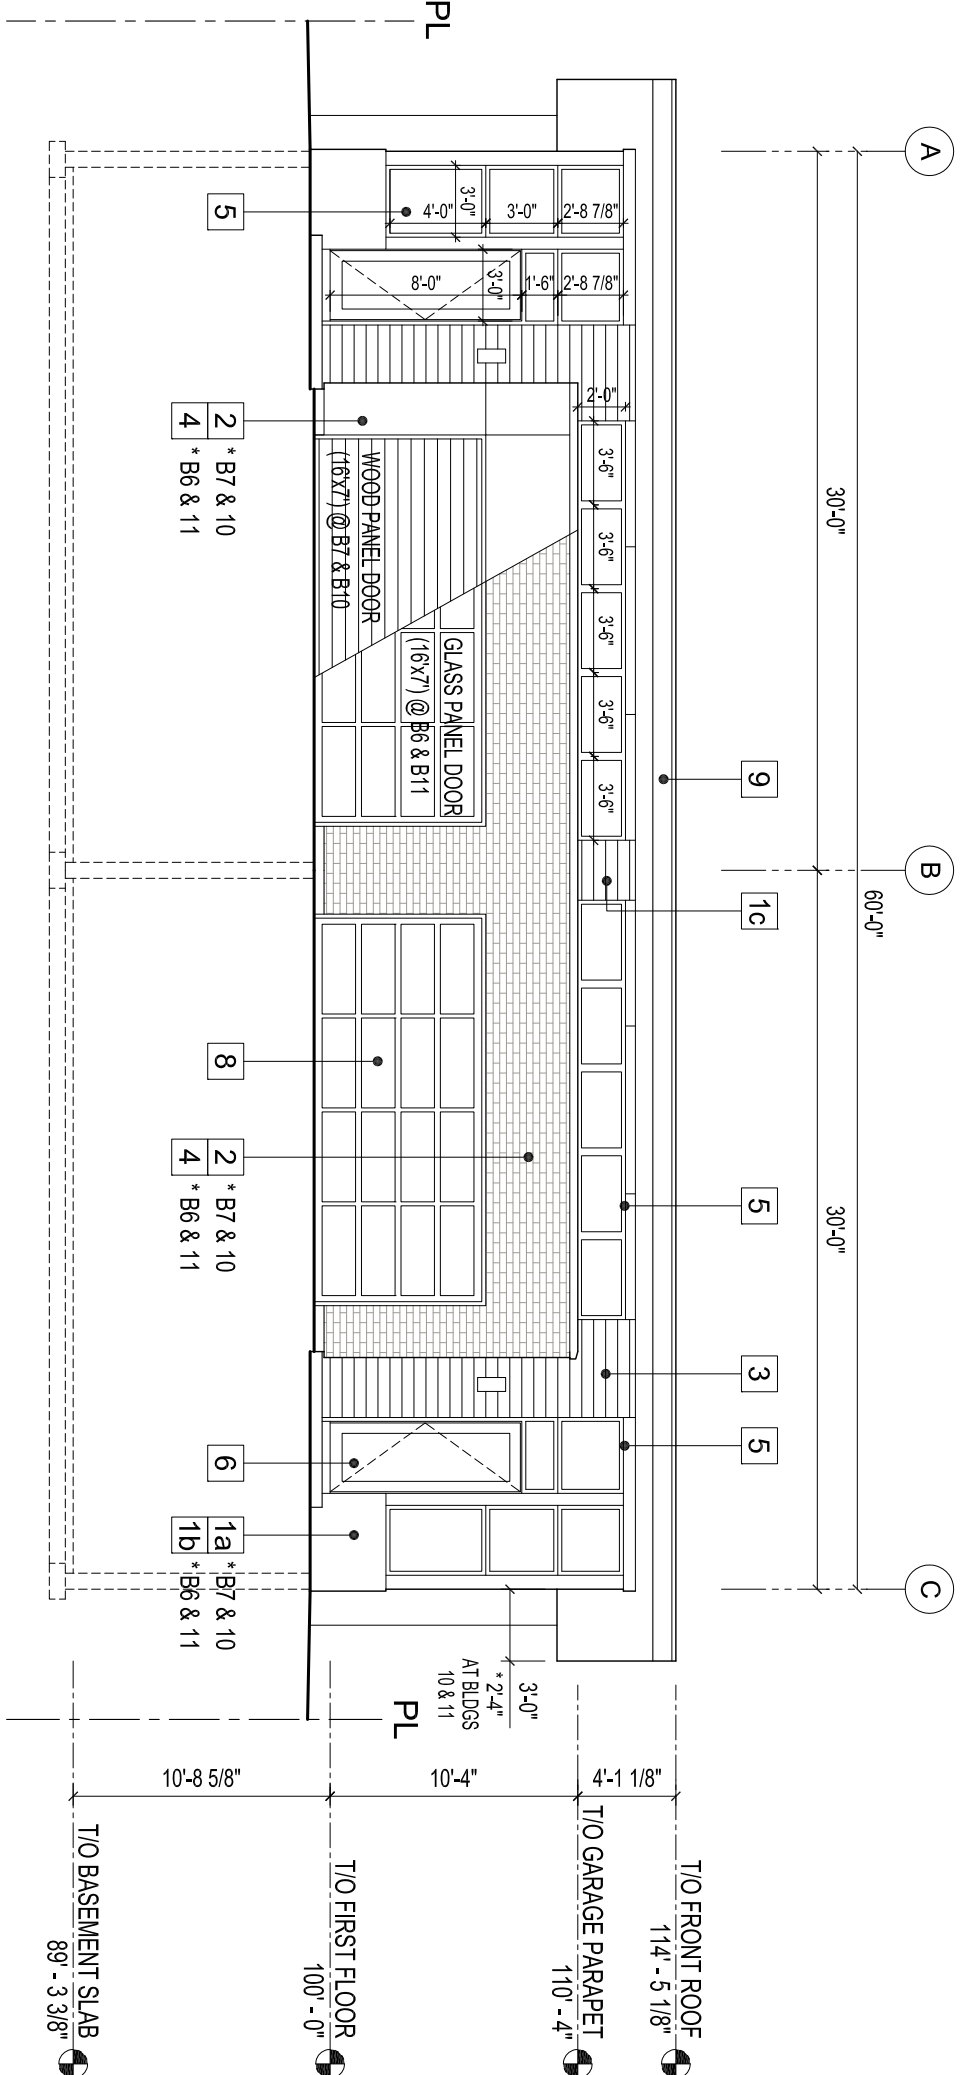 A
B
C
60'-0"
30'-0"
30'-0"
9
1c
5
3
5
2'-8 7/8"
3'-0"
4'-0"
3'-0"
2'-8 7/8"
1'-6"
3'-0"
8'-0"
2'-0"
3'-6"
3'-6"
3'-6"
3'-6"
3'-6"
GLASS PANEL DOOR
(16'x7') @ B6 & B11
WOOD PANEL DOOR
(16'x7') @ B7 & B10
PL
PL
3'-0"
* 2'-4"
AT BLDGS
10 & 11
5
2 * B7 & 10
4 * B6 & 11
8
2 * B7 & 10
4 * B6 & 11
6
1a * B7 & 10
1b * B6 & 11
4'-1 1/8"
10'-4"
10'-8 5/8"
T/O FRONT ROOF
114' - 5 1/8"
T/O GARAGE PARAPET
110' - 4"
T/O FIRST FLOOR
100' - 0"
T/O BASEMENT SLAB
89' - 3 3/8"